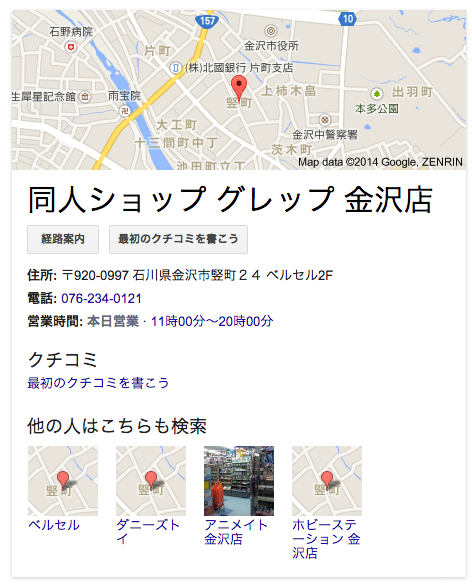 石野病院
157
10
金沢市役所
片町
(株)北國銀行 片町支店
生犀星記念館
雨宝院
竪町
上柿木畠
出羽町
本多公園
大工町
十三間町中丁
金沢中警察署
茨木町
池田町立丁
Map data ©2014 Google, ZENRIN
同人ショップ グレップ 金沢店
経路案内
最初のクチコミを書こう
住所: 〒920-0997 石川県金沢市竪町２４ ベルセル2F
電話: 076-234-0121
営業時間: 本日営業 · 11時00分～20時00分
クチコミ
最初のクチコミを書こう
他の人はこちらも検索
竪町
竪町
竪町
ベルセル
ダニーズト
イ
アニメイト
金沢店
ホビーステ
ーション 金
沢店